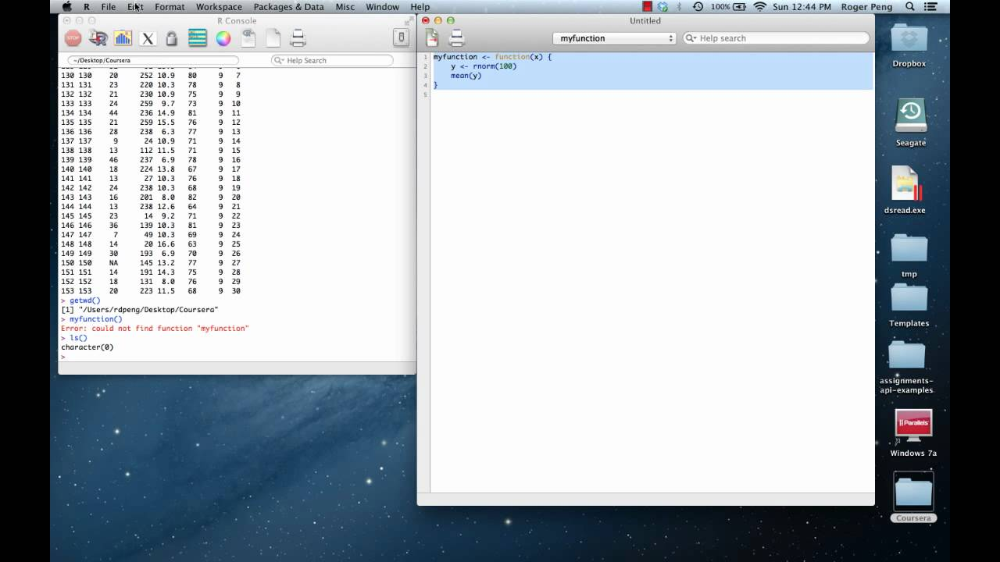 R File Edit Format Workspace Packages & Data Misc Window Help 100% Sun 12:44 PM Roger Peng
R Console
STOP
X
~/Desktop/Coursera
Help Search
130 130 20 252 10.9 80 9 7
131 131 23 220 10.3 78 9 8
132 132 21 230 10.9 75 9 9
133 133 24 259 9.7 73 9 10
134 134 44 236 14.9 81 9 11
135 135 21 259 15.5 76 9 12
136 136 28 238 6.3 77 9 13
137 137 9 24 10.9 71 9 14
138 138 13 112 11.5 71 9 15
139 139 46 237 6.9 78 9 16
140 140 18 224 13.8 67 9 17
141 141 13 27 10.3 76 9 18
142 142 24 238 10.3 68 9 19
143 143 16 201 8.0 82 9 20
144 144 13 238 12.6 64 9 21
145 145 23 14 9.2 71 9 22
146 146 36 139 10.3 81 9 23
147 147 7 49 10.3 69 9 24
148 148 14 20 16.6 63 9 25
149 149 30 193 6.9 70 9 26
150 150 NA 145 13.2 77 9 27
151 151 14 191 14.3 75 9 28
152 152 18 131 8.0 76 9 29
153 153 20 223 11.5 68 9 30
> getwd()
[1] "/Users/rdpeng/Desktop/Coursera"
> myfunction()
Error: could not find function "myfunction"
> ls()
character(0)
>
Untitled
myfunction
Help search
1 myfunction <- function(x) {
2 y <- rnorm(100)
3 mean(y)
4 }
5
Dropbox
Seagate
dsread.exe
tmp
Templates
assignments-
api-examples
|| Parallels
Windows 7a
Coursera